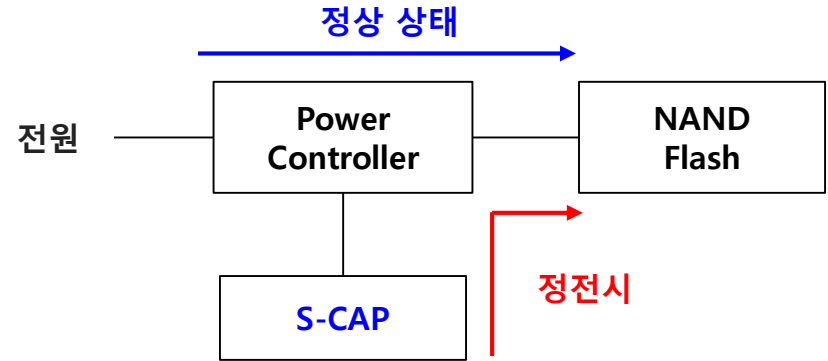 정상 상태
전원
Power
Controller
NAND
Flash
S-CAP
정전시